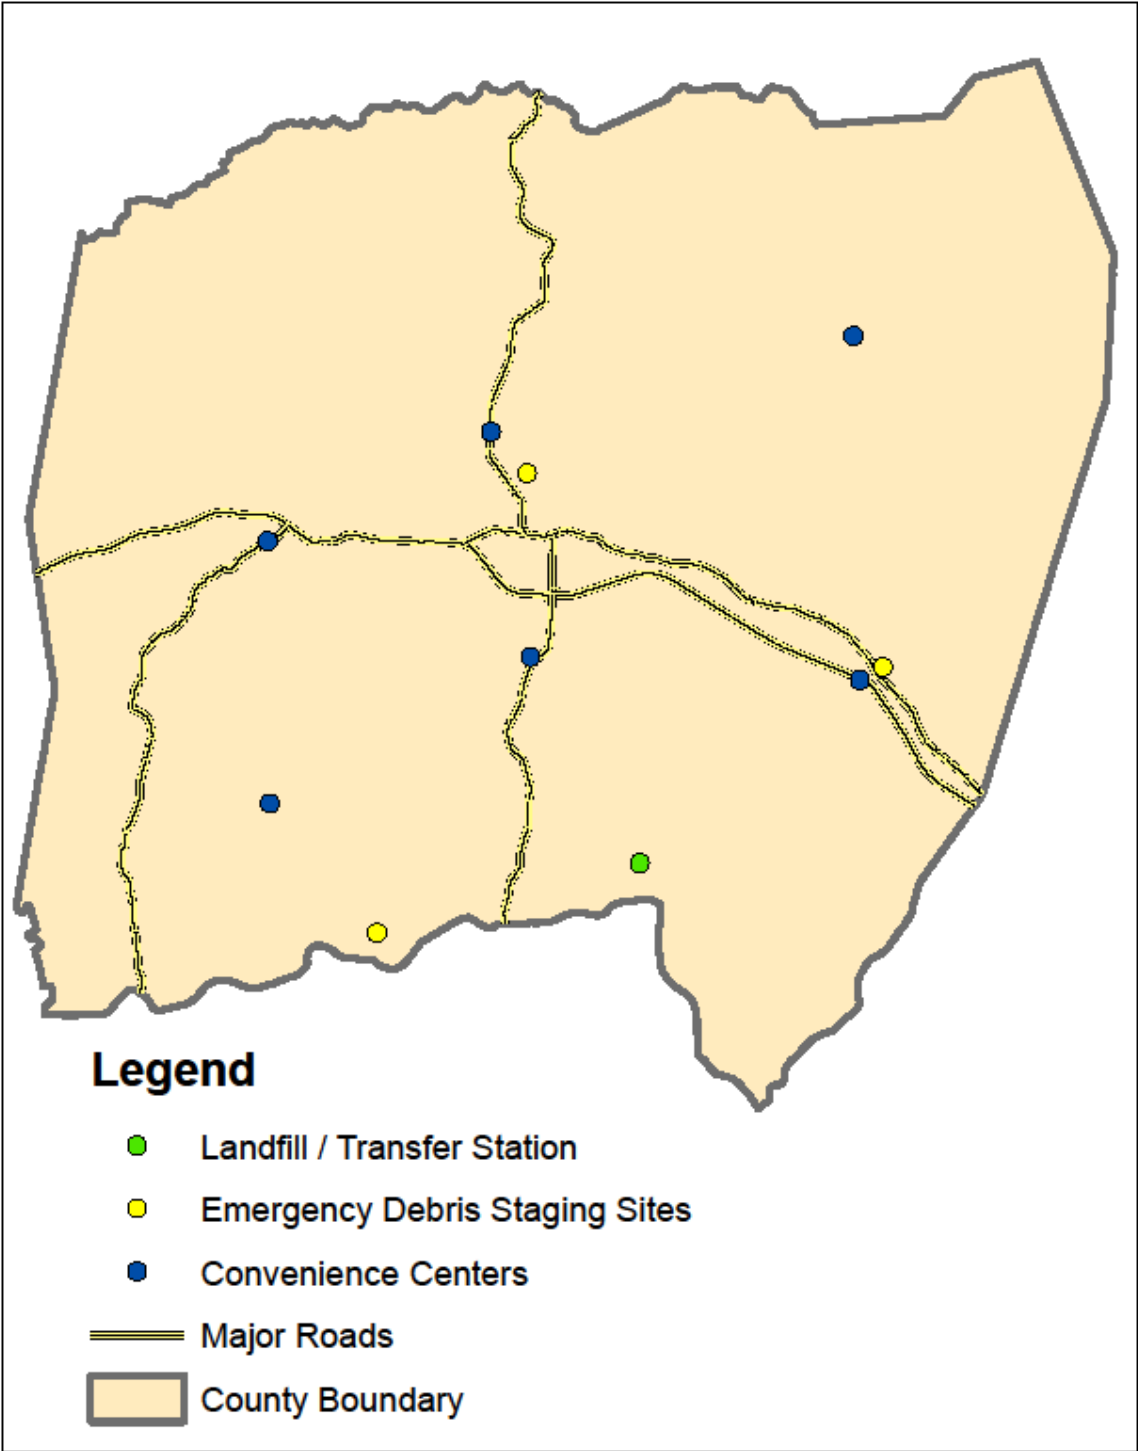 Legend
Landfill / Transfer Station
Emergency Debris Staging Sites
Convenience Centers
Major Roads
County Boundary